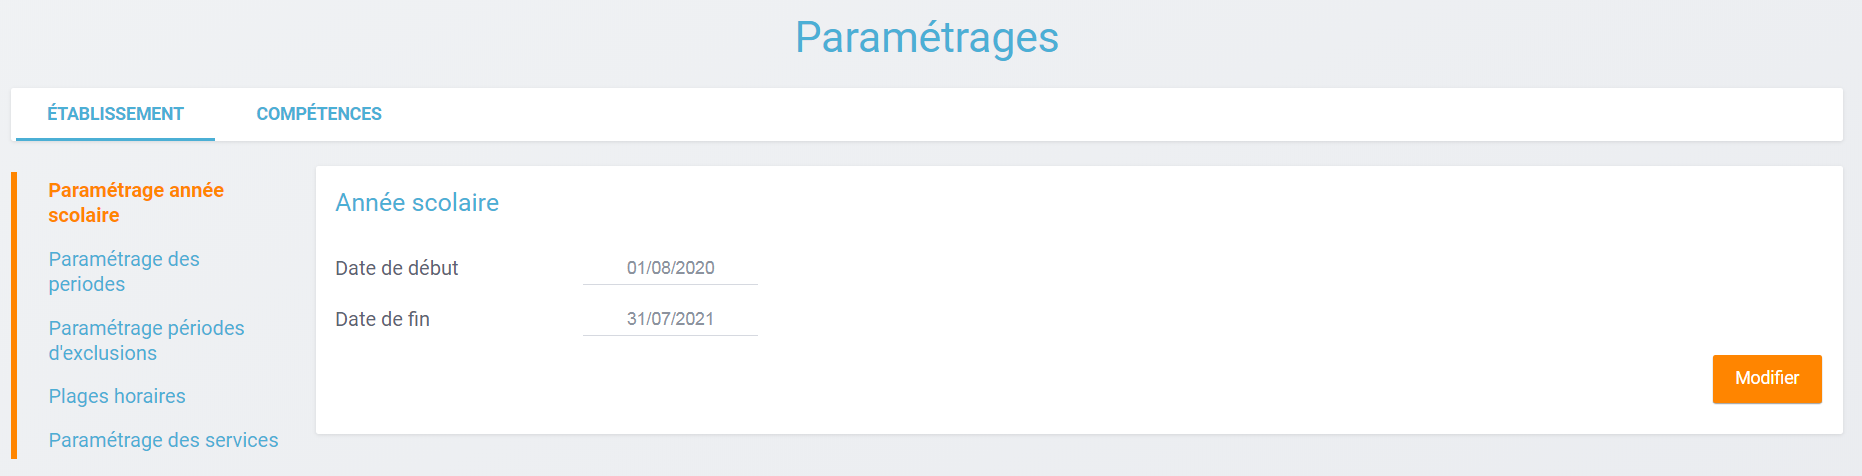 Paramétrages
ÉTABLISSEMENT
COMPÉTENCES
Paramétrage année
scolaire
Paramétrage des
periodes
Paramétrage périodes
d'exclusions
Plages horaires
Paramétrage des services
Année scolaire
Date de début 01/08/2020
Date de fin 31/07/2021
Modifier